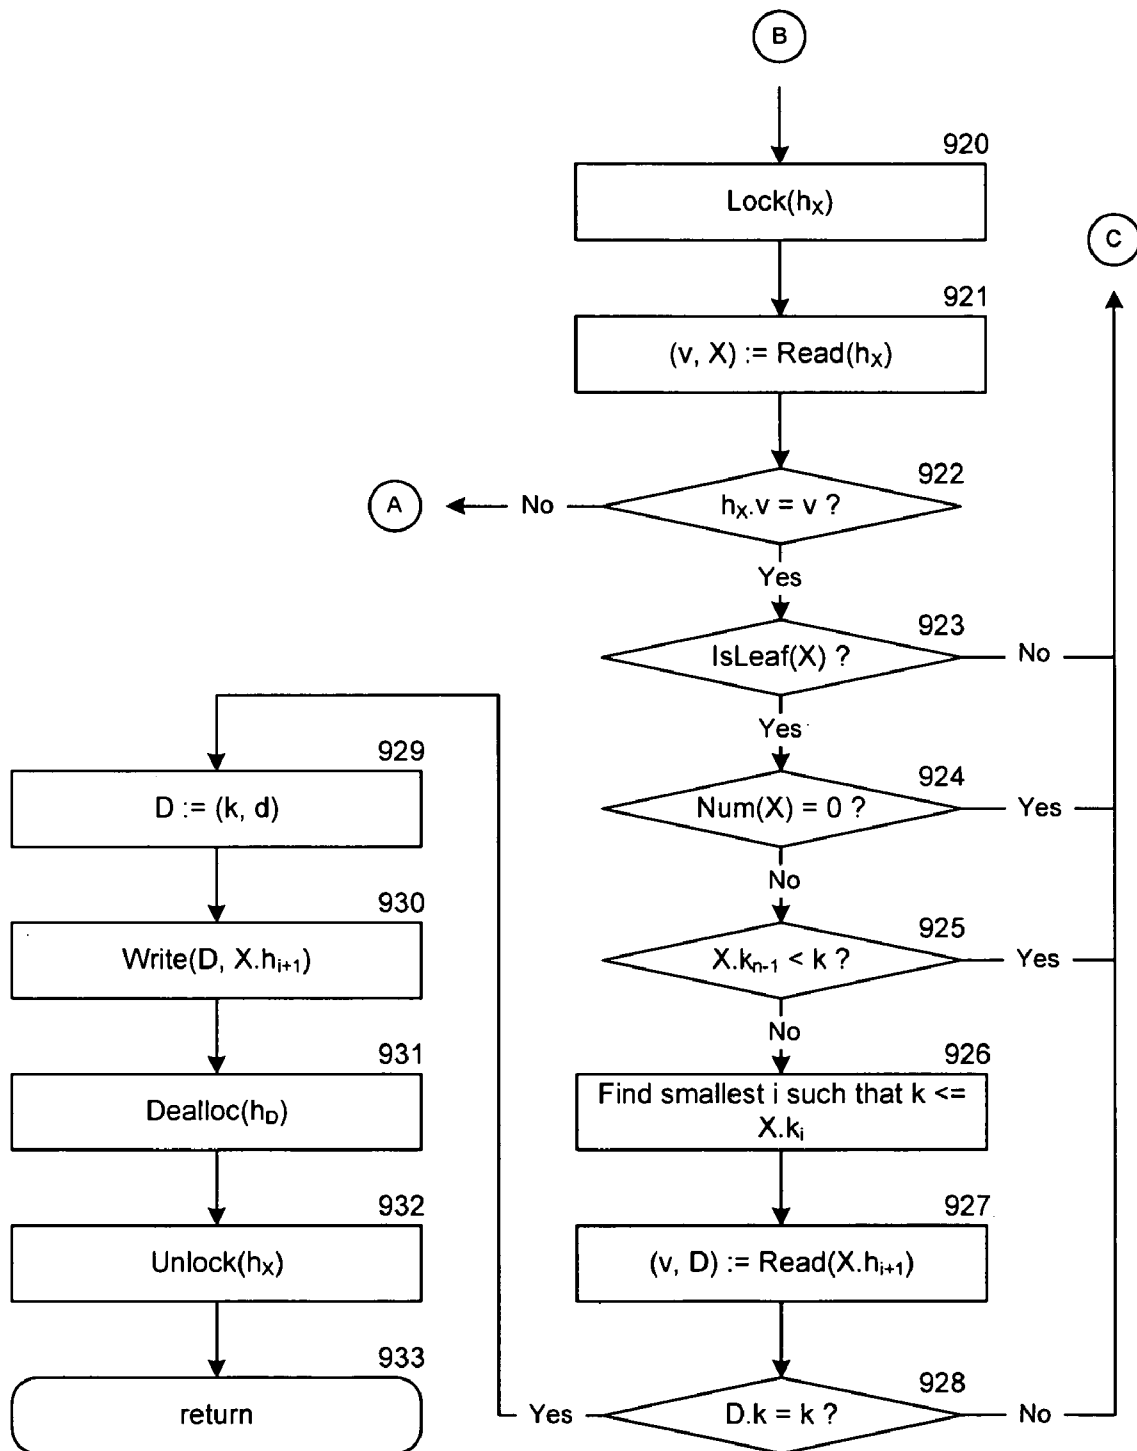 B
920
Lock(hX)
C
921
(v, X) := Read(hX)
922
A
No
hX.v = v ?
Yes
923
IsLeaf(X) ?
No
Yes
929
924
D := (k, d)
Num(X) = 0 ?
Yes
No
930
925
Write(D, X.hi+1)
X.kn-1 < k ?
Yes
No
931
926
Dealloc(hD)
Find smallest i such that k <=
X.ki
932
927
Unlock(hX)
(v, D) := Read(X.hi+1)
933
928
return
Yes
D.k = k ?
No